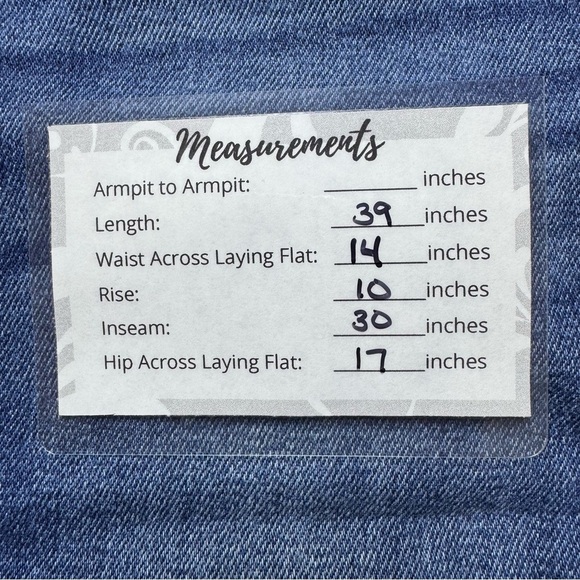 Measurements
Armpit to Armpit: ________ inches
Length: 39 inches
Waist Across Laying Flat: 14 inches
Rise: 10 inches
Inseam: 30 inches
Hip Across Laying Flat: 17 inches